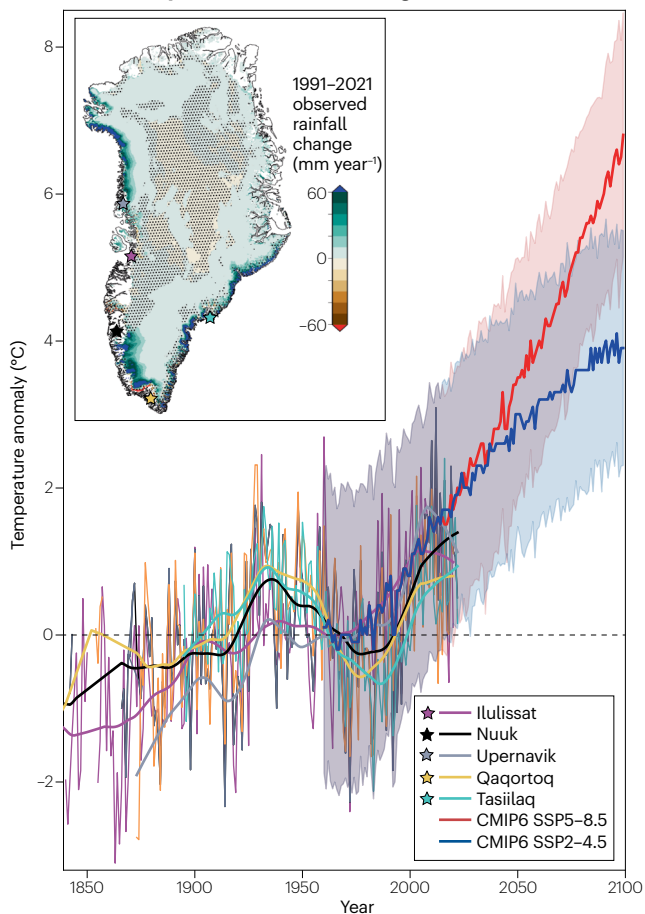 8
6
4
2
0
−2
Temperature anomaly (°C)
1991–2021
observed
rainfall
change
(mm year⁻¹)
60
0
−60
Ilulissat
Nuuk
Upernavik
Qaqortoq
Tasiilaq
CMIP6 SSP5–8.5
CMIP6 SSP2–4.5
1850
1900
1950
2000
2050
2100
Year